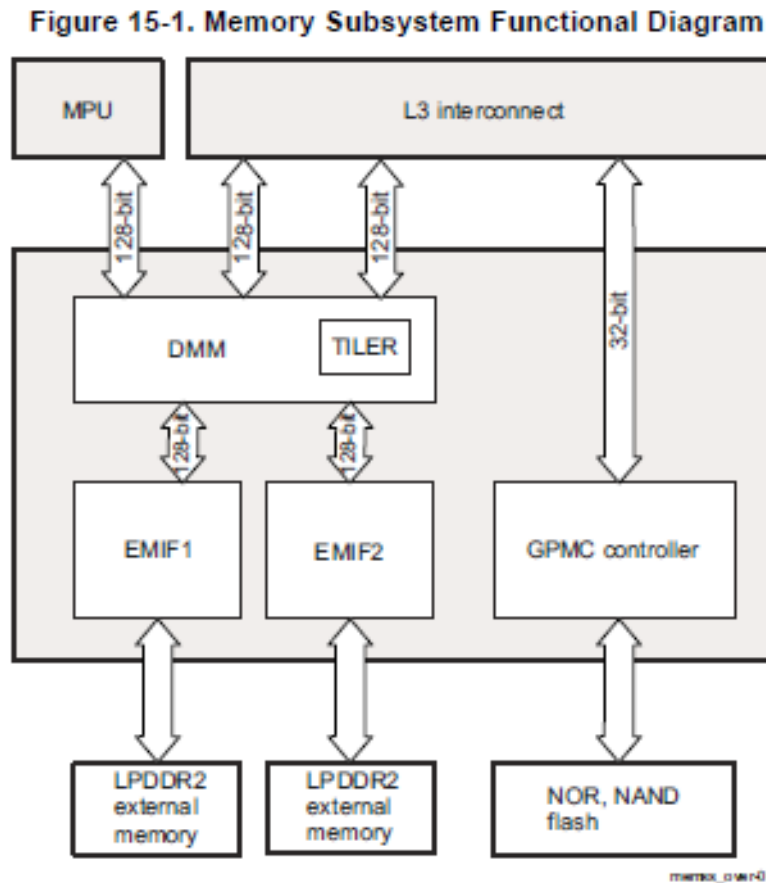 Figure 15-1. Memory Subsystem Functional Diagram
MPU
L3 interconnect
128-bit
128-bit
128-bit
32-bit
DMM
TILER
128-bit
128-bit
EMIF1
EMIF2
GPMC controller
LPDDR2
external
memory
LPDDR2
external
memory
NOR, NAND
flash